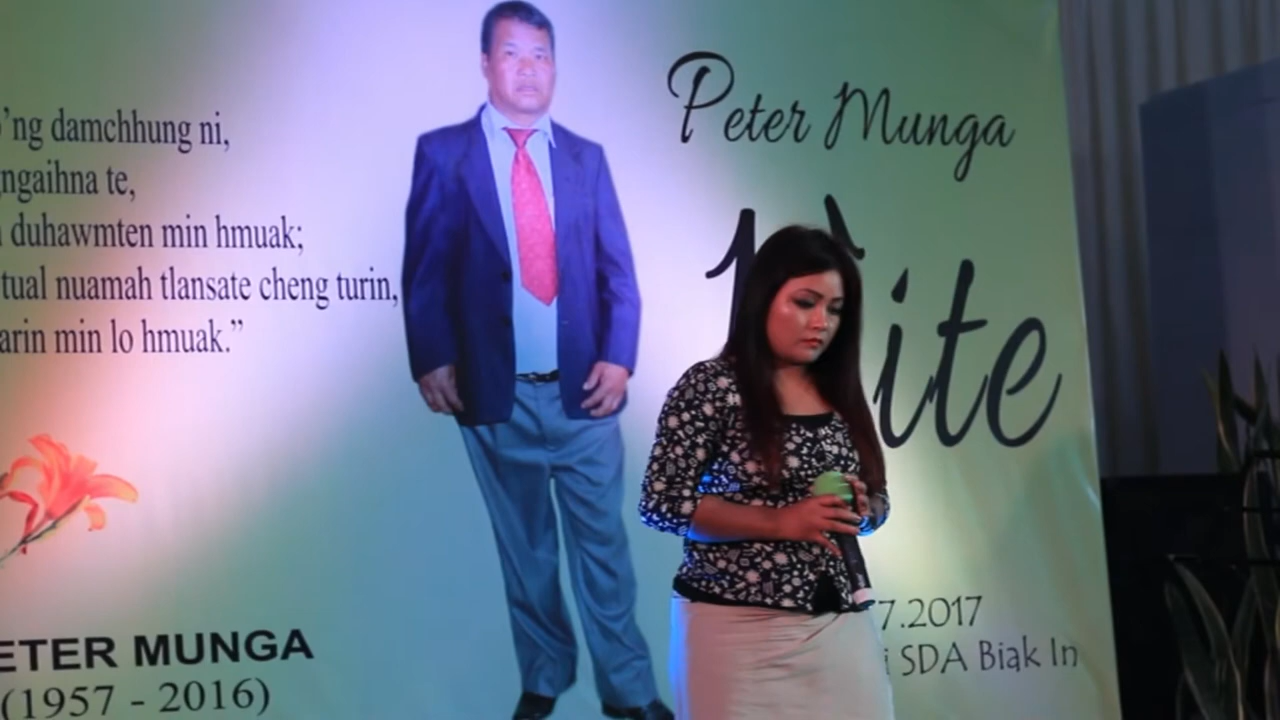 ’ng damchhung ni,
ngaihna te,
duhawmten min hmuak;
tual nuamah tlansate cheng turin,
arin min lo hmuak.”
Peter Munga
Nite
ETER MUNGA
(1957 - 2016)
7.2017
i SDA Biak In